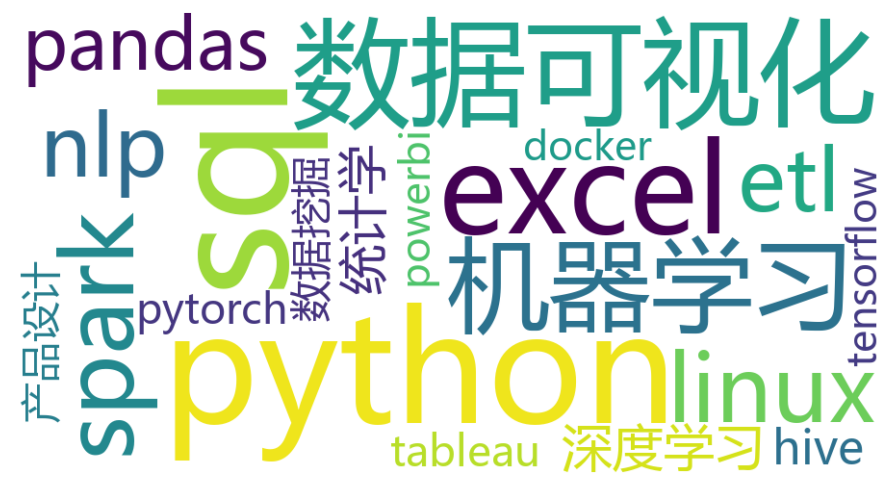 pandas
数据可视化
sql
nlp
docker
excel
etl
powerbi
统计学
数据挖掘
tensorflow
spark
机器学习
产品设计
pytorch
python
linux
tableau
深度学习
hive